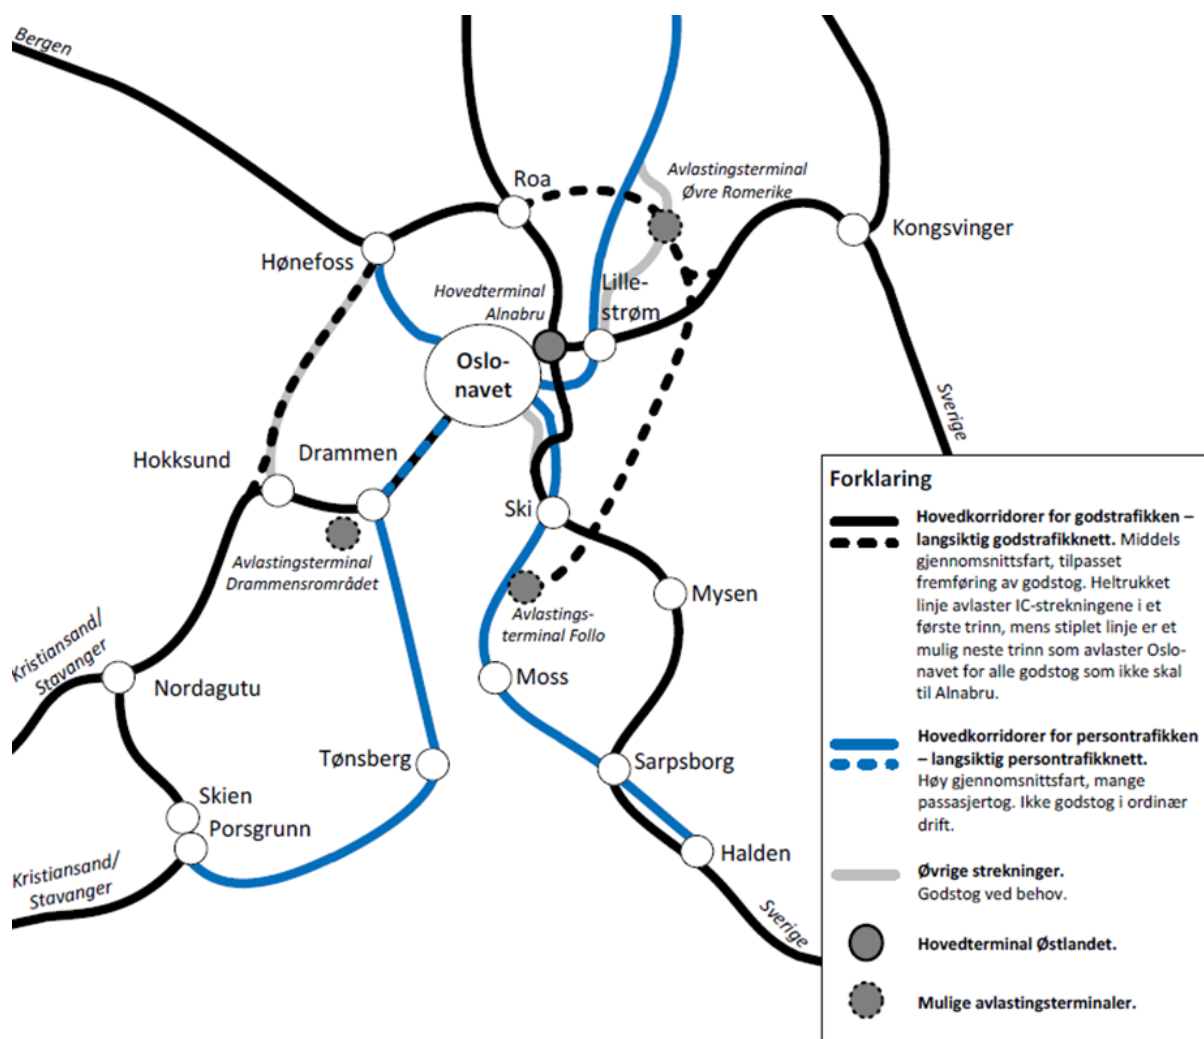 Bergen
Roa
Avlastingsterminal
Øvre Romerike
Kongsvinger
Hønefoss
Hovedterminal
Alnabru
Lille-
strøm
Oslo-
navet
Sverige
Hokksund
Drammen
Ski
Avlastingsterminal
Drammensrområdet
Avlastings-
terminal Follo
Mysen
Kristiansand/
Stavanger
Nordagutu
Moss
Tønsberg
Sarpsborg
Skien
Porsgrunn
Kristiansand/
Stavanger
Halden
Sverige
Forklaring
Hovedkorridorer for godstrafikken –
langsiktig godstrafikknett. Middels
gjennomsnittsfart, tilpasset
fremføring av godstog. Heltrukket
linje avlaster IC-strekningene i et
første trinn, mens stiplet linje er et
mulig neste trinn som avlaster Oslo-
navet for alle godstog som ikke skal
til Alnabru.
Hovedkorridorer for persontrafikken
– langsiktig persontrafikknett.
Høy gjennomsnittsfart, mange
passasjertog. Ikke godstog i ordinær
drift.
Øvrige strekninger.
Godstog ved behov.
Hovedterminal Østlandet.
Mulige avlastingsterminaler.